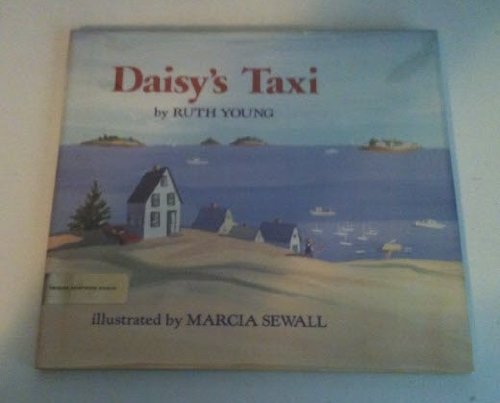 Daisy's Taxi
by RUTH YOUNG
illustrated by MARCIA SEWALL